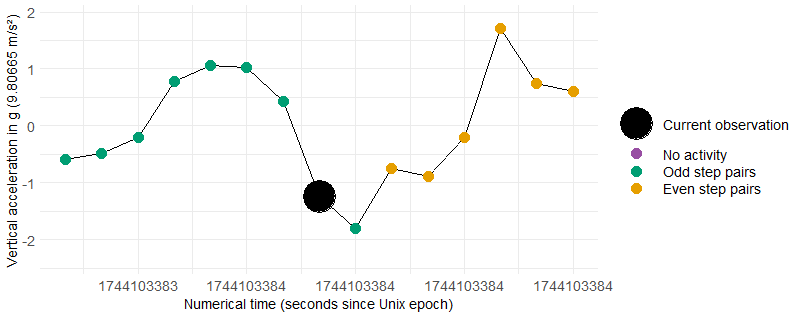 Vertical acceleration in g (9.80665 m/s²)
2
1
0
-1
-2
1744103383 1744103384 1744103384 1744103384 1744103384
Numerical time (seconds since Unix epoch)
Current observation
No activity
Odd step pairs
Even step pairs